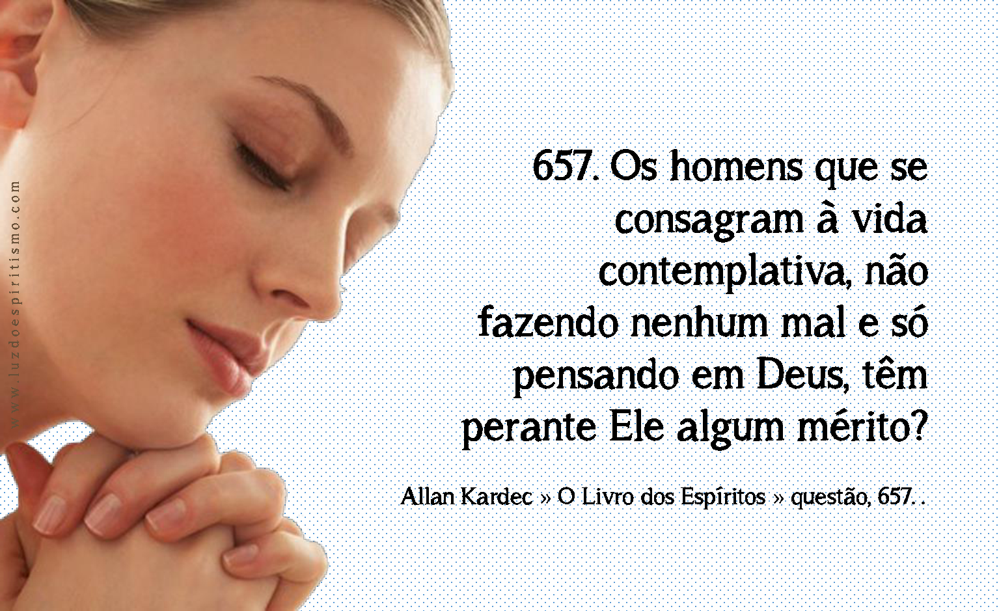 657. Os homens que se
consagram à vida
contemplativa, não
fazendo nenhum mal e só
pensando em Deus, têm
perante Ele algum mérito?
Allan Kardec » O Livro dos Espíritos » questão, 657. .
www.luzdoespiritismo.com